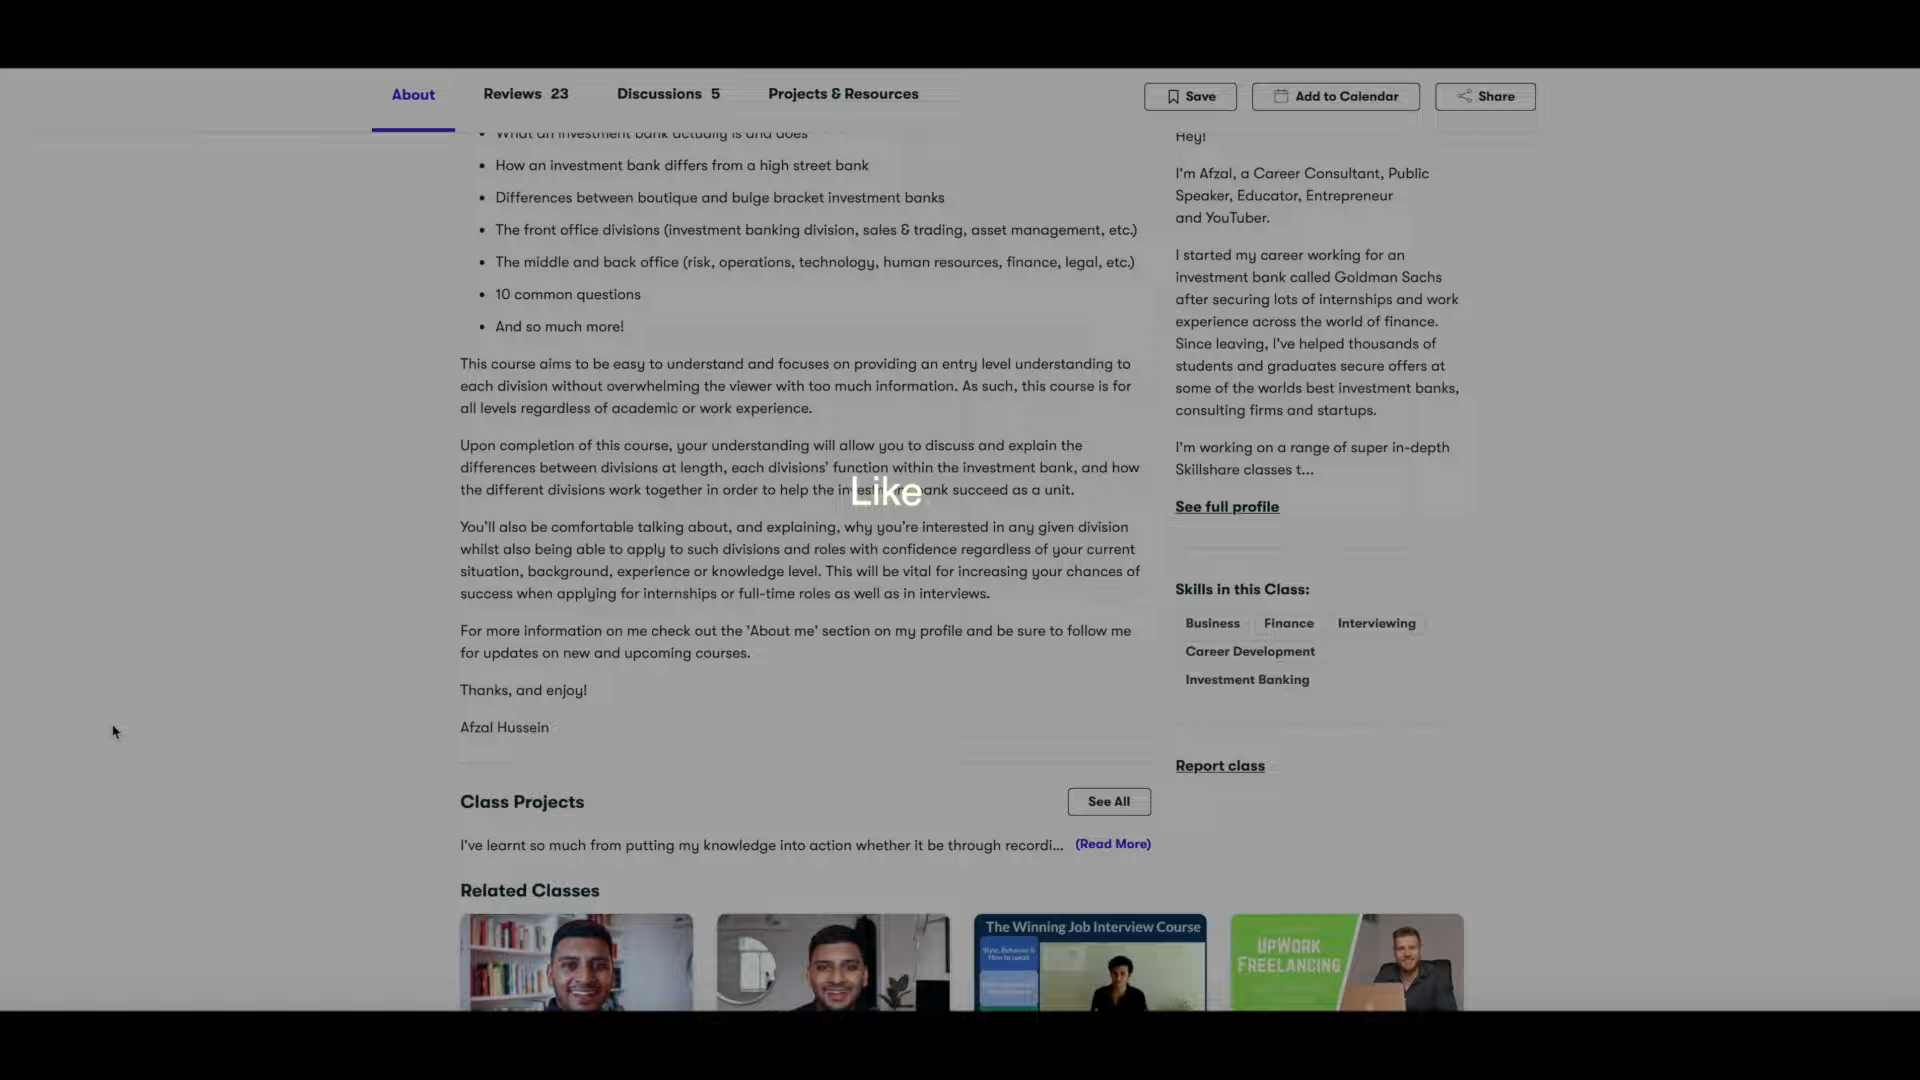 About
Reviews 23
Discussions 5
Projects & Resources
Save
Add to Calendar
Share
What an investment bank actually is and does
How an investment bank differs from a high street bank
Differences between boutique and bulge bracket investment banks
The front office divisions (investment banking division, sales & trading, asset management, etc.)
The middle and back office (risk, operations, technology, human resources, finance, legal, etc.)
10 common questions
And so much more!
This course aims to be easy to understand and focuses on providing an entry level understanding to
each division without overwhelming the viewer with too much information. As such, this course is for
all levels regardless of academic or work experience.
Upon completion of this course, your understanding will allow you to discuss and explain the
differences between divisions at length, each divisions' function within the investment bank, and how
the different divisions work together in order to help the investment bank succeed as a unit.
Like
You'll also be comfortable talking about, and explaining, why you're interested in any given division
whilst also being able to apply to such divisions and roles with confidence regardless of your current
situation, background, experience or knowledge level. This will be vital for increasing your chances of
success when applying for internships or full-time roles as well as in interviews.
For more information on me check out the 'About me' section on my profile and be sure to follow me
for updates on new and upcoming courses.
Thanks, and enjoy!
Afzal Hussein
Hey!
I'm Afzal, a Career Consultant, Public
Speaker, Educator, Entrepreneur
and YouTuber.
I started my career working for an
investment bank called Goldman Sachs
after securing lots of internships and work
experience across the world of finance.
Since leaving, I've helped thousands of
students and graduates secure offers at
some of the worlds best investment banks,
consulting firms and startups.
I'm working on a range of super in-depth
Skillshare classes t...
See full profile
Skills in this Class:
Business Finance Interviewing
Career Development
Investment Banking
Report class
Class Projects
See All
I've learnt so much from putting my knowledge into action whether it be through recordi... (Read More)
Related Classes
The Winning Job Interview Course
Style, Behavior &
How to speak
UPWORK
FREELANCING